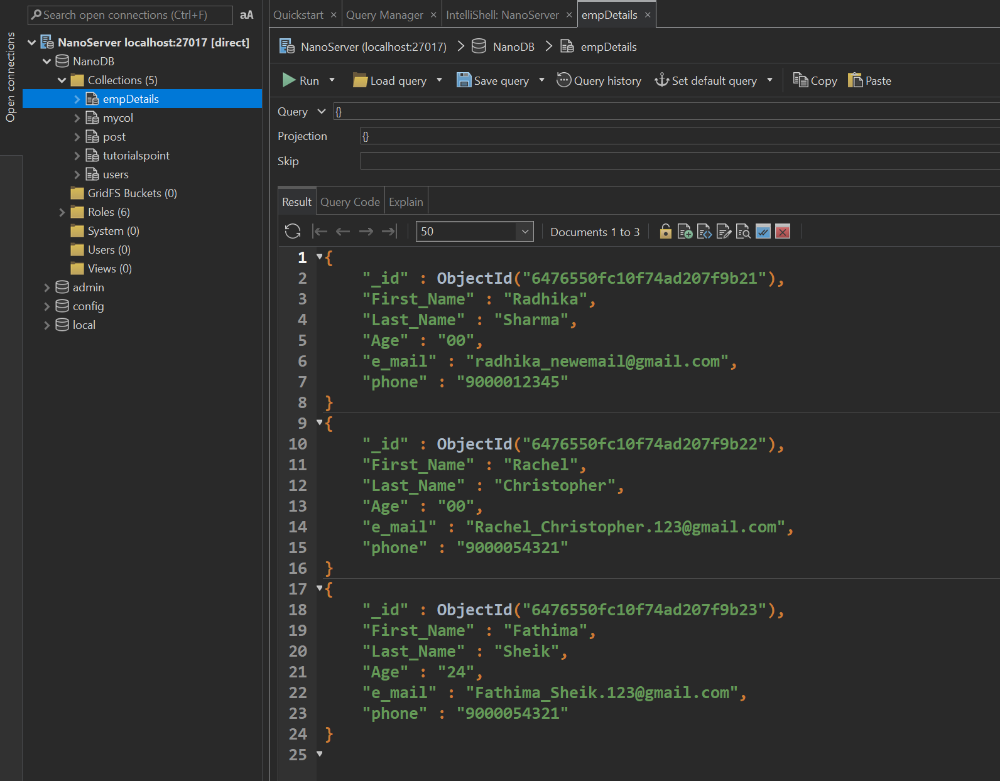 Open connections
Search open connections (Ctrl+F) aA
NanoServer localhost:27017 [direct]
NanoDB
Collections (5)
empDetails
mycol
post
tutorialspoint
users
GridFS Buckets (0)
Roles (6)
System (0)
Users (0)
Views (0)
admin
config
local
Quickstart × Query Manager × IntelliShell: NanoServer × empDetails ×
NanoServer (localhost:27017) > NanoDB > empDetails
Run Load query Save query Query history Set default query Copy Paste
Query {}
Projection {}
Skip
Result Query Code Explain
50 Documents 1 to 3
1 {
2 "_id" : ObjectId("6476550fc10f74ad207f9b21"),
3 "First_Name" : "Radhika",
4 "Last_Name" : "Sharma",
5 "Age" : "00",
6 "e_mail" : "radhika_newemail@gmail.com",
7 "phone" : "9000012345"
8 }
9 {
10 "_id" : ObjectId("6476550fc10f74ad207f9b22"),
11 "First_Name" : "Rachel",
12 "Last_Name" : "Christopher",
13 "Age" : "00",
14 "e_mail" : "Rachel_Christopher.123@gmail.com",
15 "phone" : "9000054321"
16 }
17 {
18 "_id" : ObjectId("6476550fc10f74ad207f9b23"),
19 "First_Name" : "Fathima",
20 "Last_Name" : "Sheik",
21 "Age" : "24",
22 "e_mail" : "Fathima_Sheik.123@gmail.com",
23 "phone" : "9000054321"
24 }
25